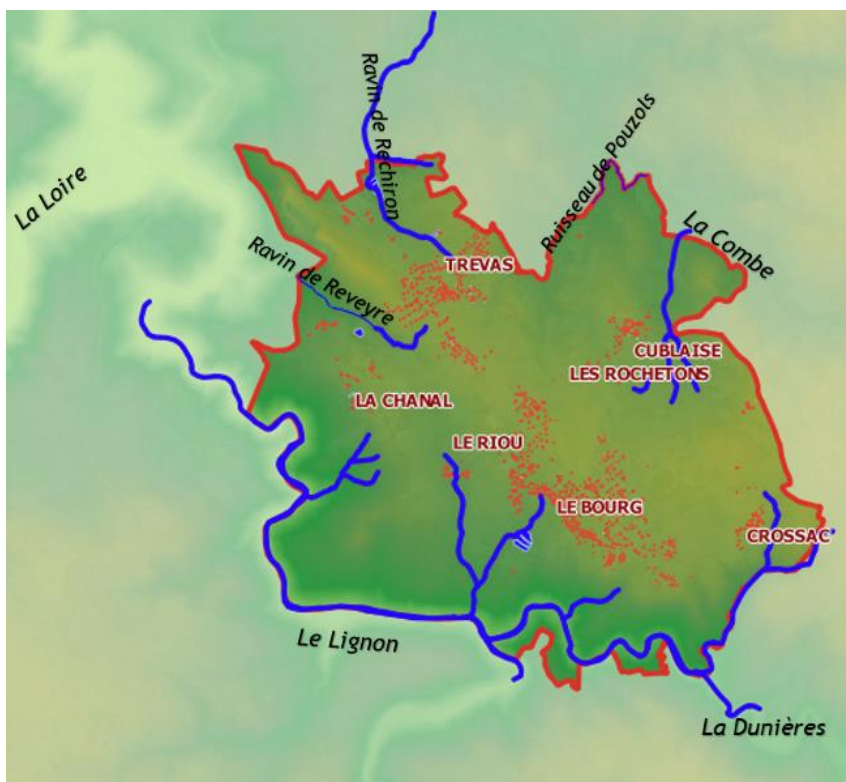 Ravin de Rechiron
Ruisseau de Pouzols
La Loire
La Combe
TREVAS
Ravin de Reveyre
CUBLAISE
LES ROCHETONS
LA CHANAL
LE RIOU
LE BOURG
CROSSAC
Le Lignon
La Dunières